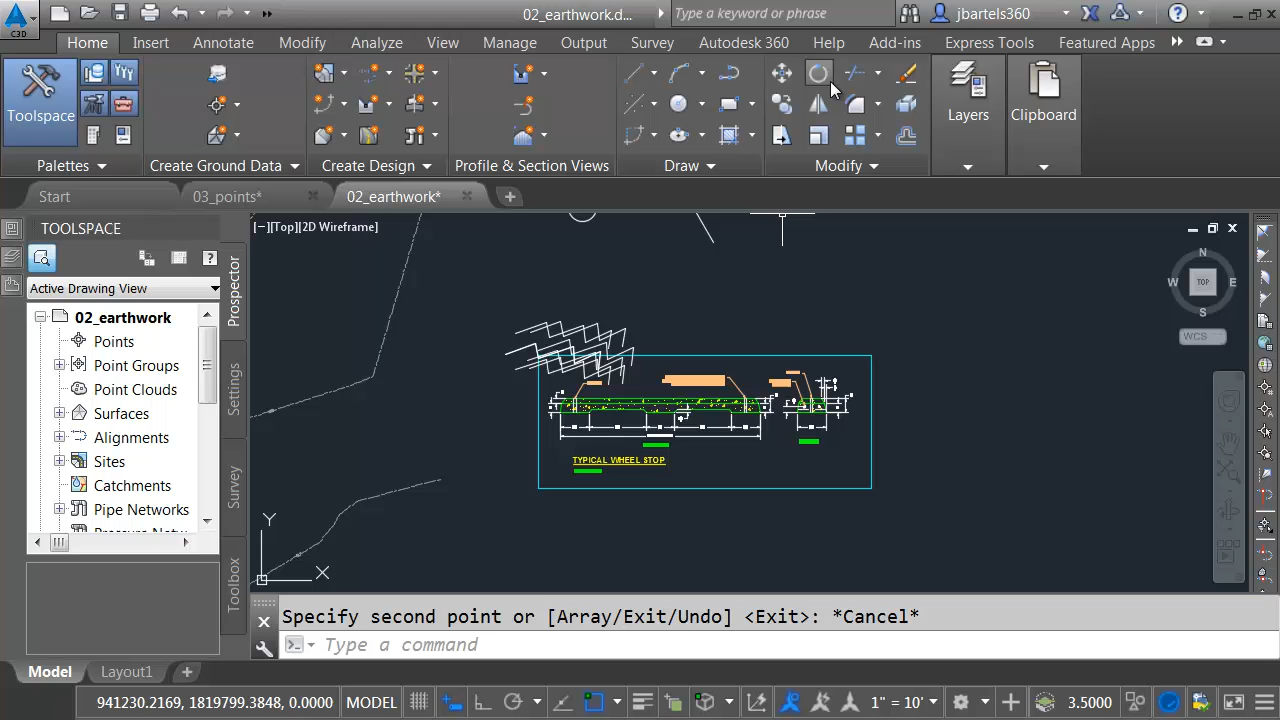 02_earthwork.d...
Type a keyword or phrase
jbartels360
C3D
Home Insert Annotate Modify Analyze View Manage Output Survey Autodesk 360 Help Add-ins Express Tools Featured Apps
Toolspace
Layers
Clipboard
Palettes
Create Ground Data
Create Design
Profile & Section Views
Draw
Modify
Start
03_points*
02_earthwork*
TOOLSPACE
Active Drawing View
02_earthwork
Points
Point Groups
Point Clouds
Surfaces
Alignments
Sites
Catchments
Pipe Networks
Prospector
Settings
Survey
Toolbox
[−][Top][2D Wireframe]
N
W
TOP
E
S
WCS
TYPICAL WHEEL STOP
Y
X
Specify second point or [Array/Exit/Undo] <Exit>: *Cancel*
Type a command
Model
Layout1
941230.2169, 1819799.3848, 0.0000
MODEL
1" = 10'
3.5000